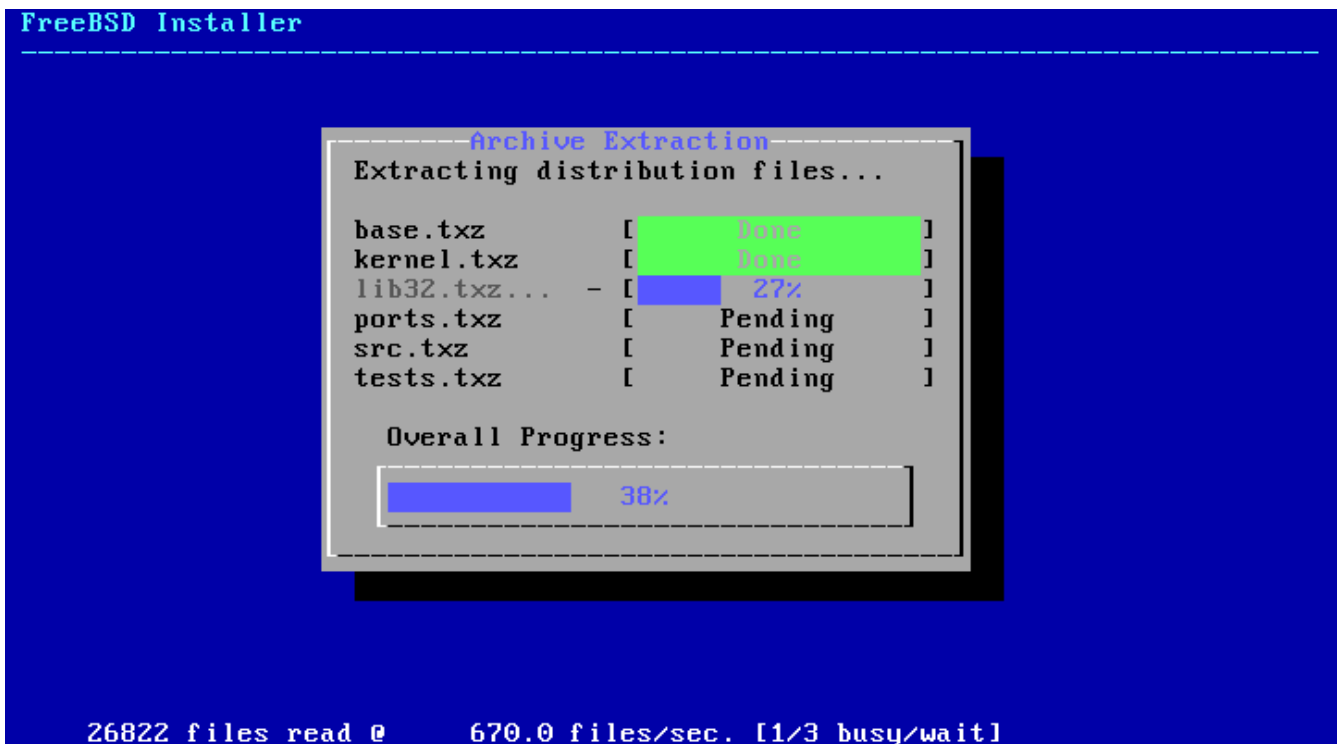 FreeBSD Installer
Archive Extraction
Extracting distribution files...
base.txz [ Done ]
kernel.txz [ Done ]
lib32.txz... - [ 27% ]
ports.txz [ Pending ]
src.txz [ Pending ]
tests.txz [ Pending ]
Overall Progress:
38%
26822 files read @ 670.0 files/sec. [1/3 busy/wait]